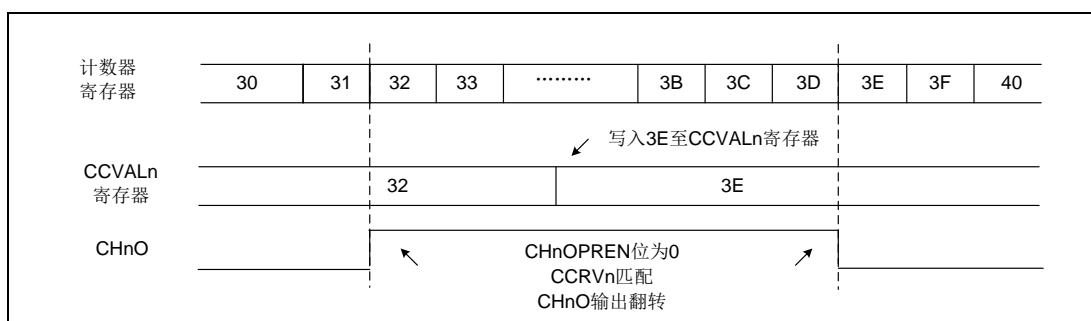 计数器
寄存器
30 31 32 33 ……… 3B 3C 3D 3E 3F 40
写入3E至CCVALn寄存器
CCVALn
寄存器
32 3E
CHnO
CHnOPREN位为0
CCRVn匹配
CHnO输出翻转